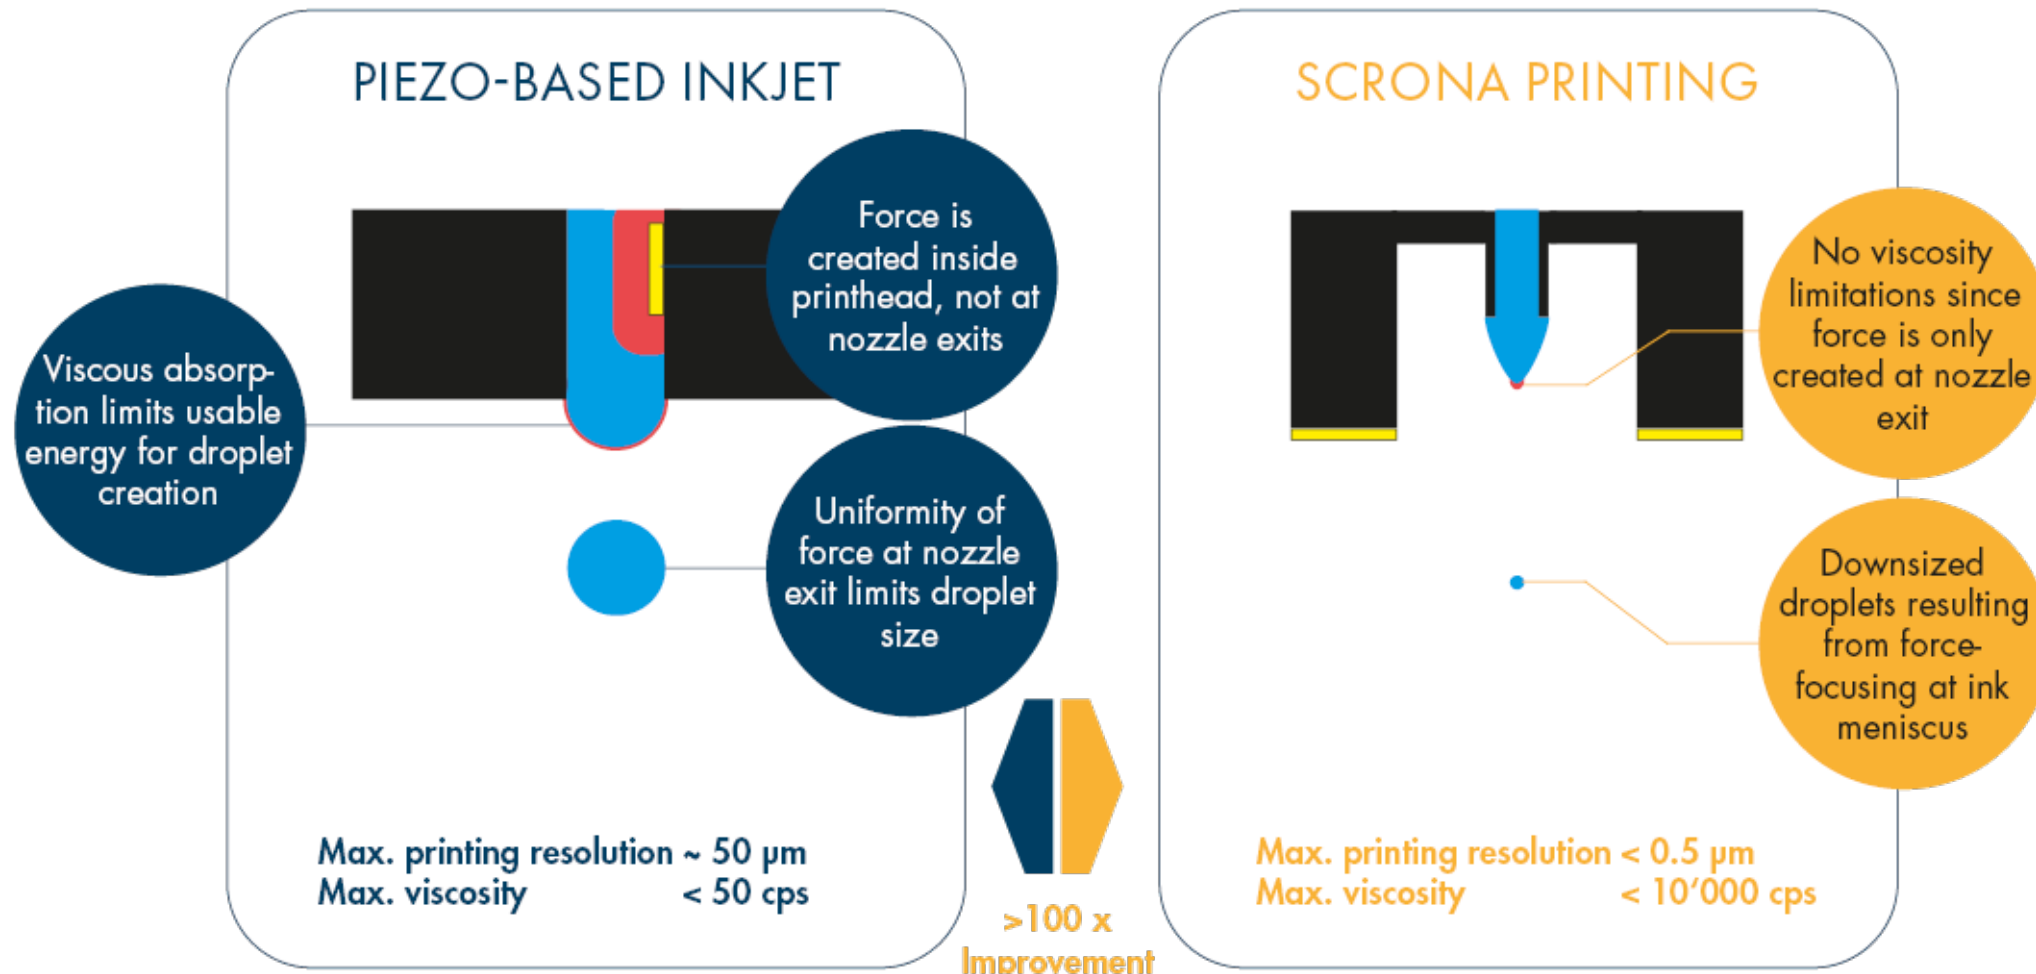 PIEZO-BASED INKJET
Force is
created inside
printhead, not at
nozzle exits
Viscous absorp-
tion limits usable
energy for droplet
creation
Uniformity of
force at nozzle
exit limits droplet
size
Max. printing resolution ~ 50 µm
Max. viscosity < 50 cps
>100 x
Improvement
SCRONA PRINTING
No viscosity
limitations since
force is only
created at nozzle
exit
Downsized
droplets resulting
from force-
focusing at ink
meniscus
Max. printing resolution < 0.5 µm
Max. viscosity < 10’000 cps